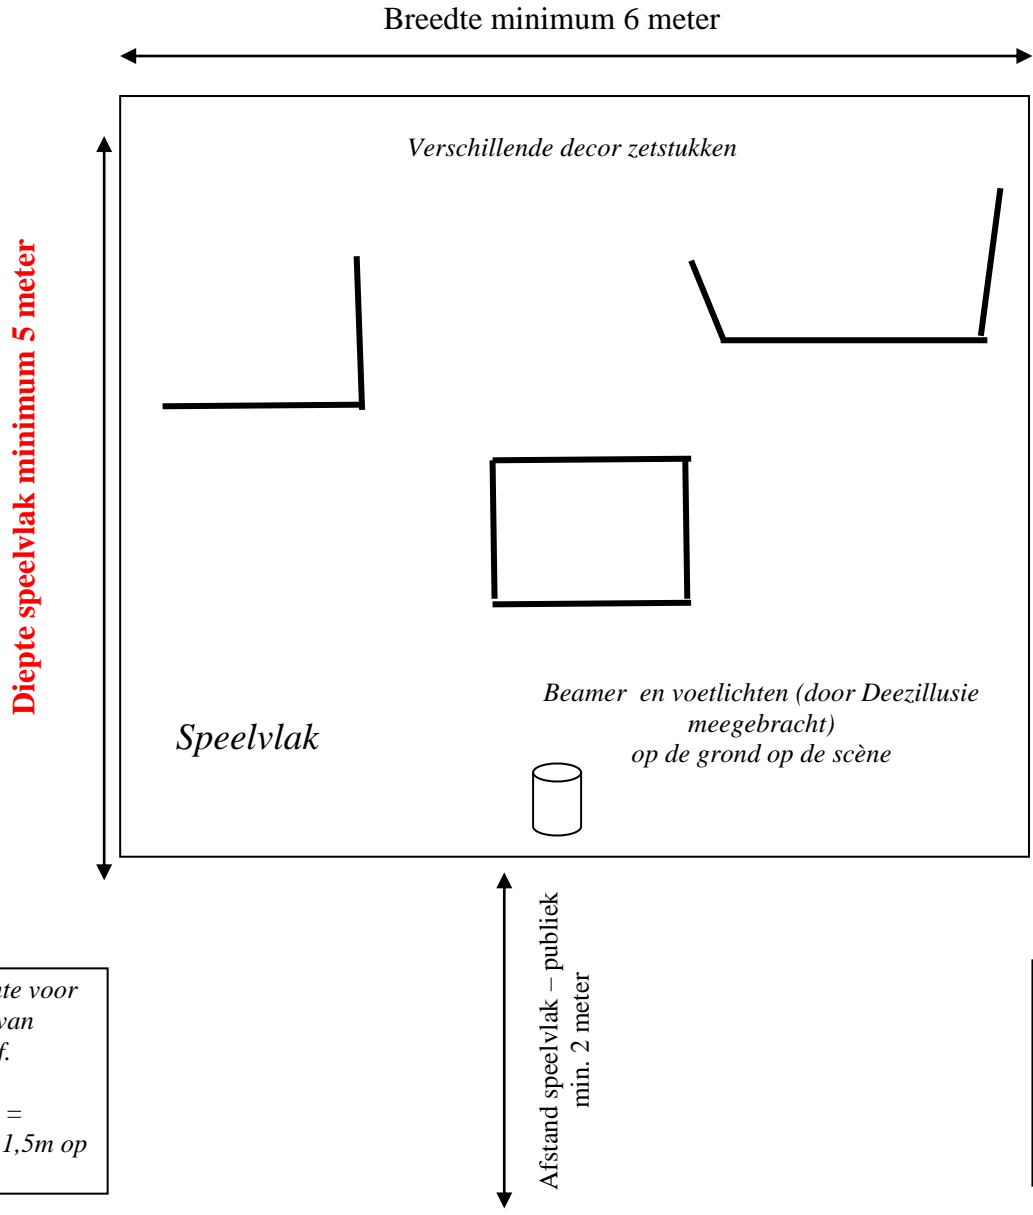 Breedte minimum 6 meter
Verschillende decor zetstukken
Diepte speelvlak minimum 5 meter
Beamer en voetlichten (door Deezillusie
meegebracht)
op de grond op de scène
Speelvlak
Afstand speelvlak – publiek
min. 2 meter
voor
van
=
1,5m op